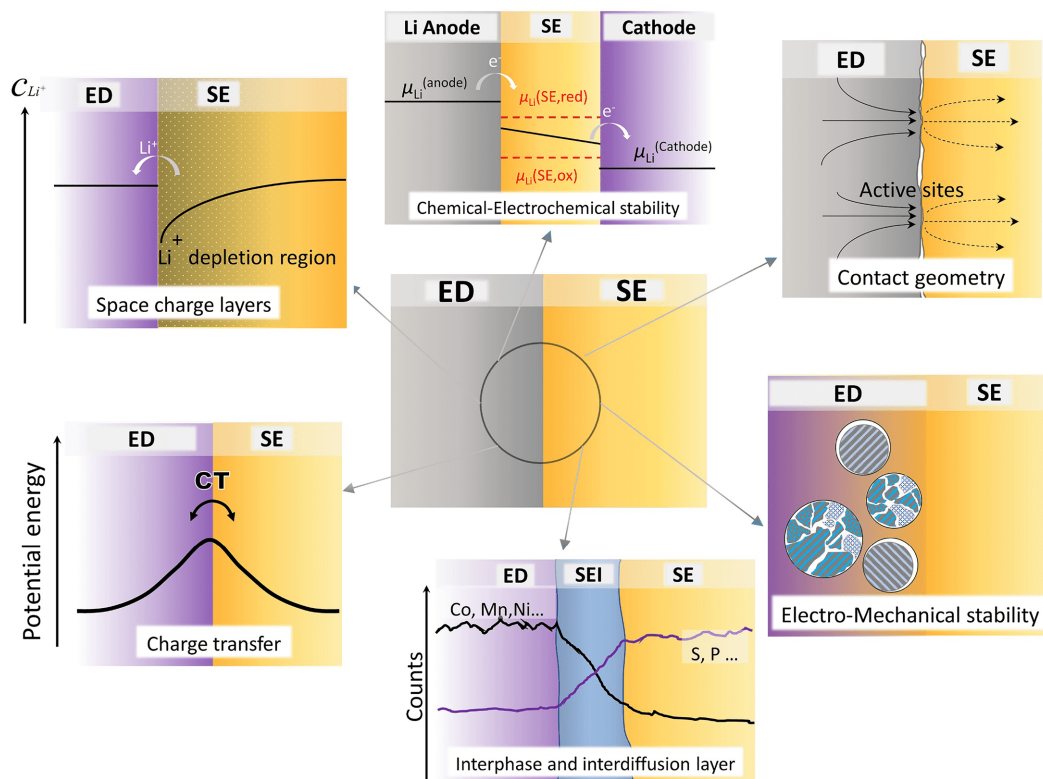 Li Anode
SE
Cathode
e-
μLi(anode)
μLi(SE,red)
e-
μLi(Cathode)
μLi(SE,ox)
Chemical-Electrochemical stability
CLi+
ED
SE
Li+
Li+ depletion region
Space charge layers
ED
SE
Active sites
Contact geometry
ED
SE
ED
SE
CT
Potential energy
Charge transfer
ED
SE
Electro-Mechanical stability
ED
SEI
SE
Co, Mn,Ni...
S, P ...
Counts
Interphase and interdiffusion layer